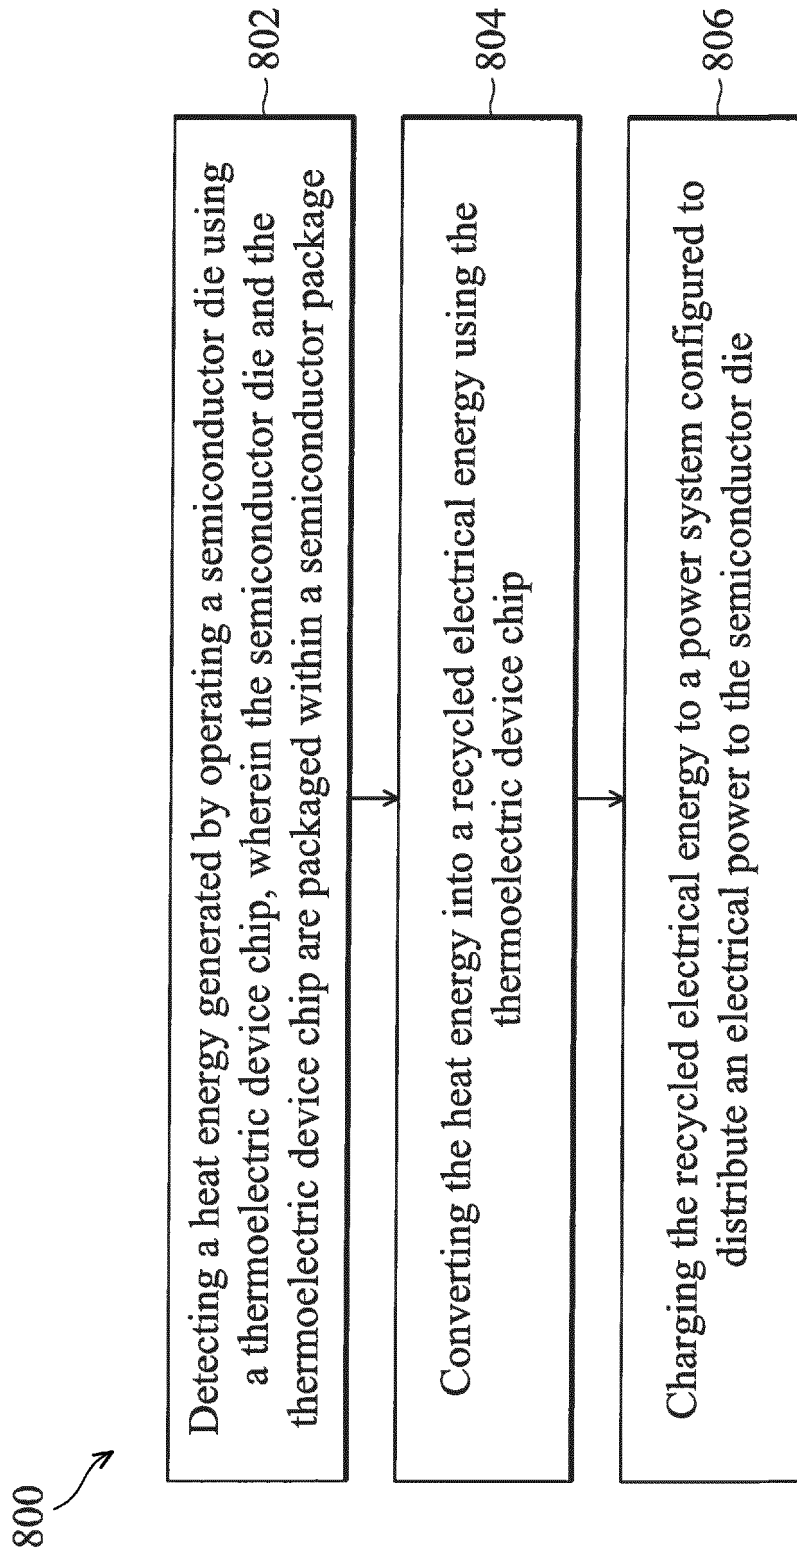 800
Detecting a heat energy generated by operating a semiconductor die using
a thermoelectric device chip, wherein the semiconductor die and the
thermoelectric device chip are packaged within a semiconductor package
802
Converting the heat energy into a recycled electrical energy using the
thermoelectric device chip
804
Charging the recycled electrical energy to a power system configured to
distribute an electrical power to the semiconductor die
806